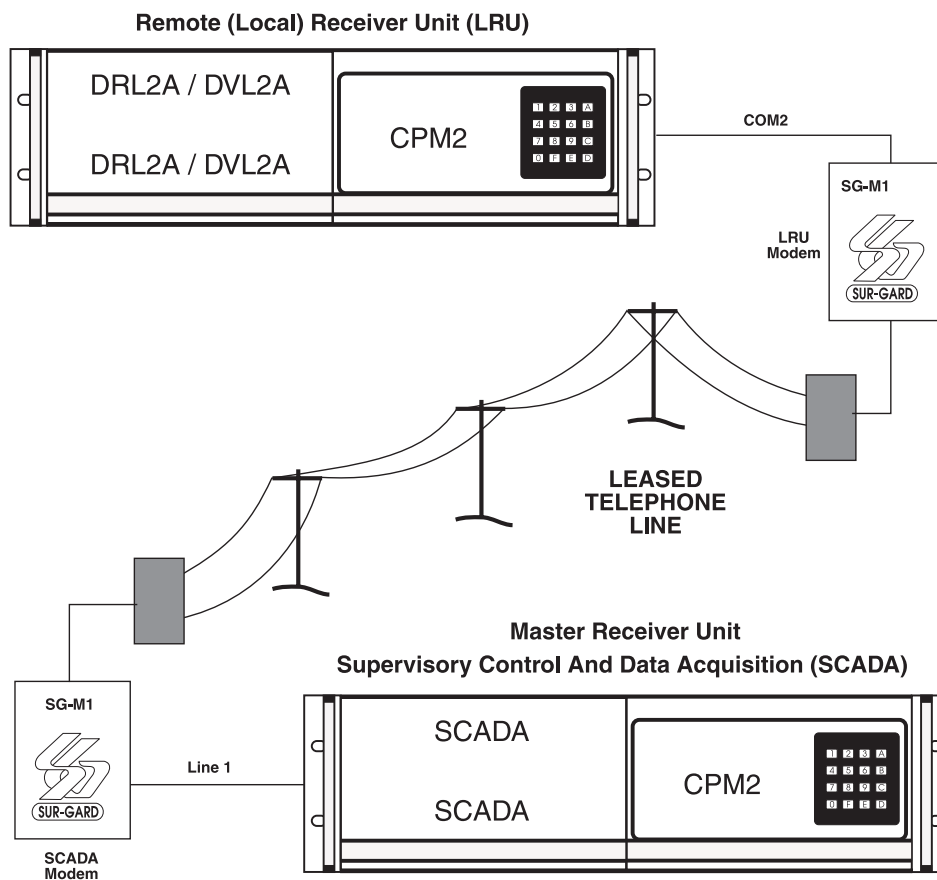 Remote (Local) Receiver Unit (LRU)
DRL2A / DVL2A
DRL2A / DVL2A
CPM2
1 2 3 A
4 5 6 B
7 8 9 C
0 F E D
COM2
SG-M1
SUR-GARD
LRU
Modem
LEASED
TELEPHONE
LINE
Master Receiver Unit
Supervisory Control And Data Acquisition (SCADA)
SG-M1
SUR-GARD
SCADA
Modem
Line 1
SCADA
SCADA
CPM2
1 2 3 A
4 5 6 B
7 8 9 C
0 F E D